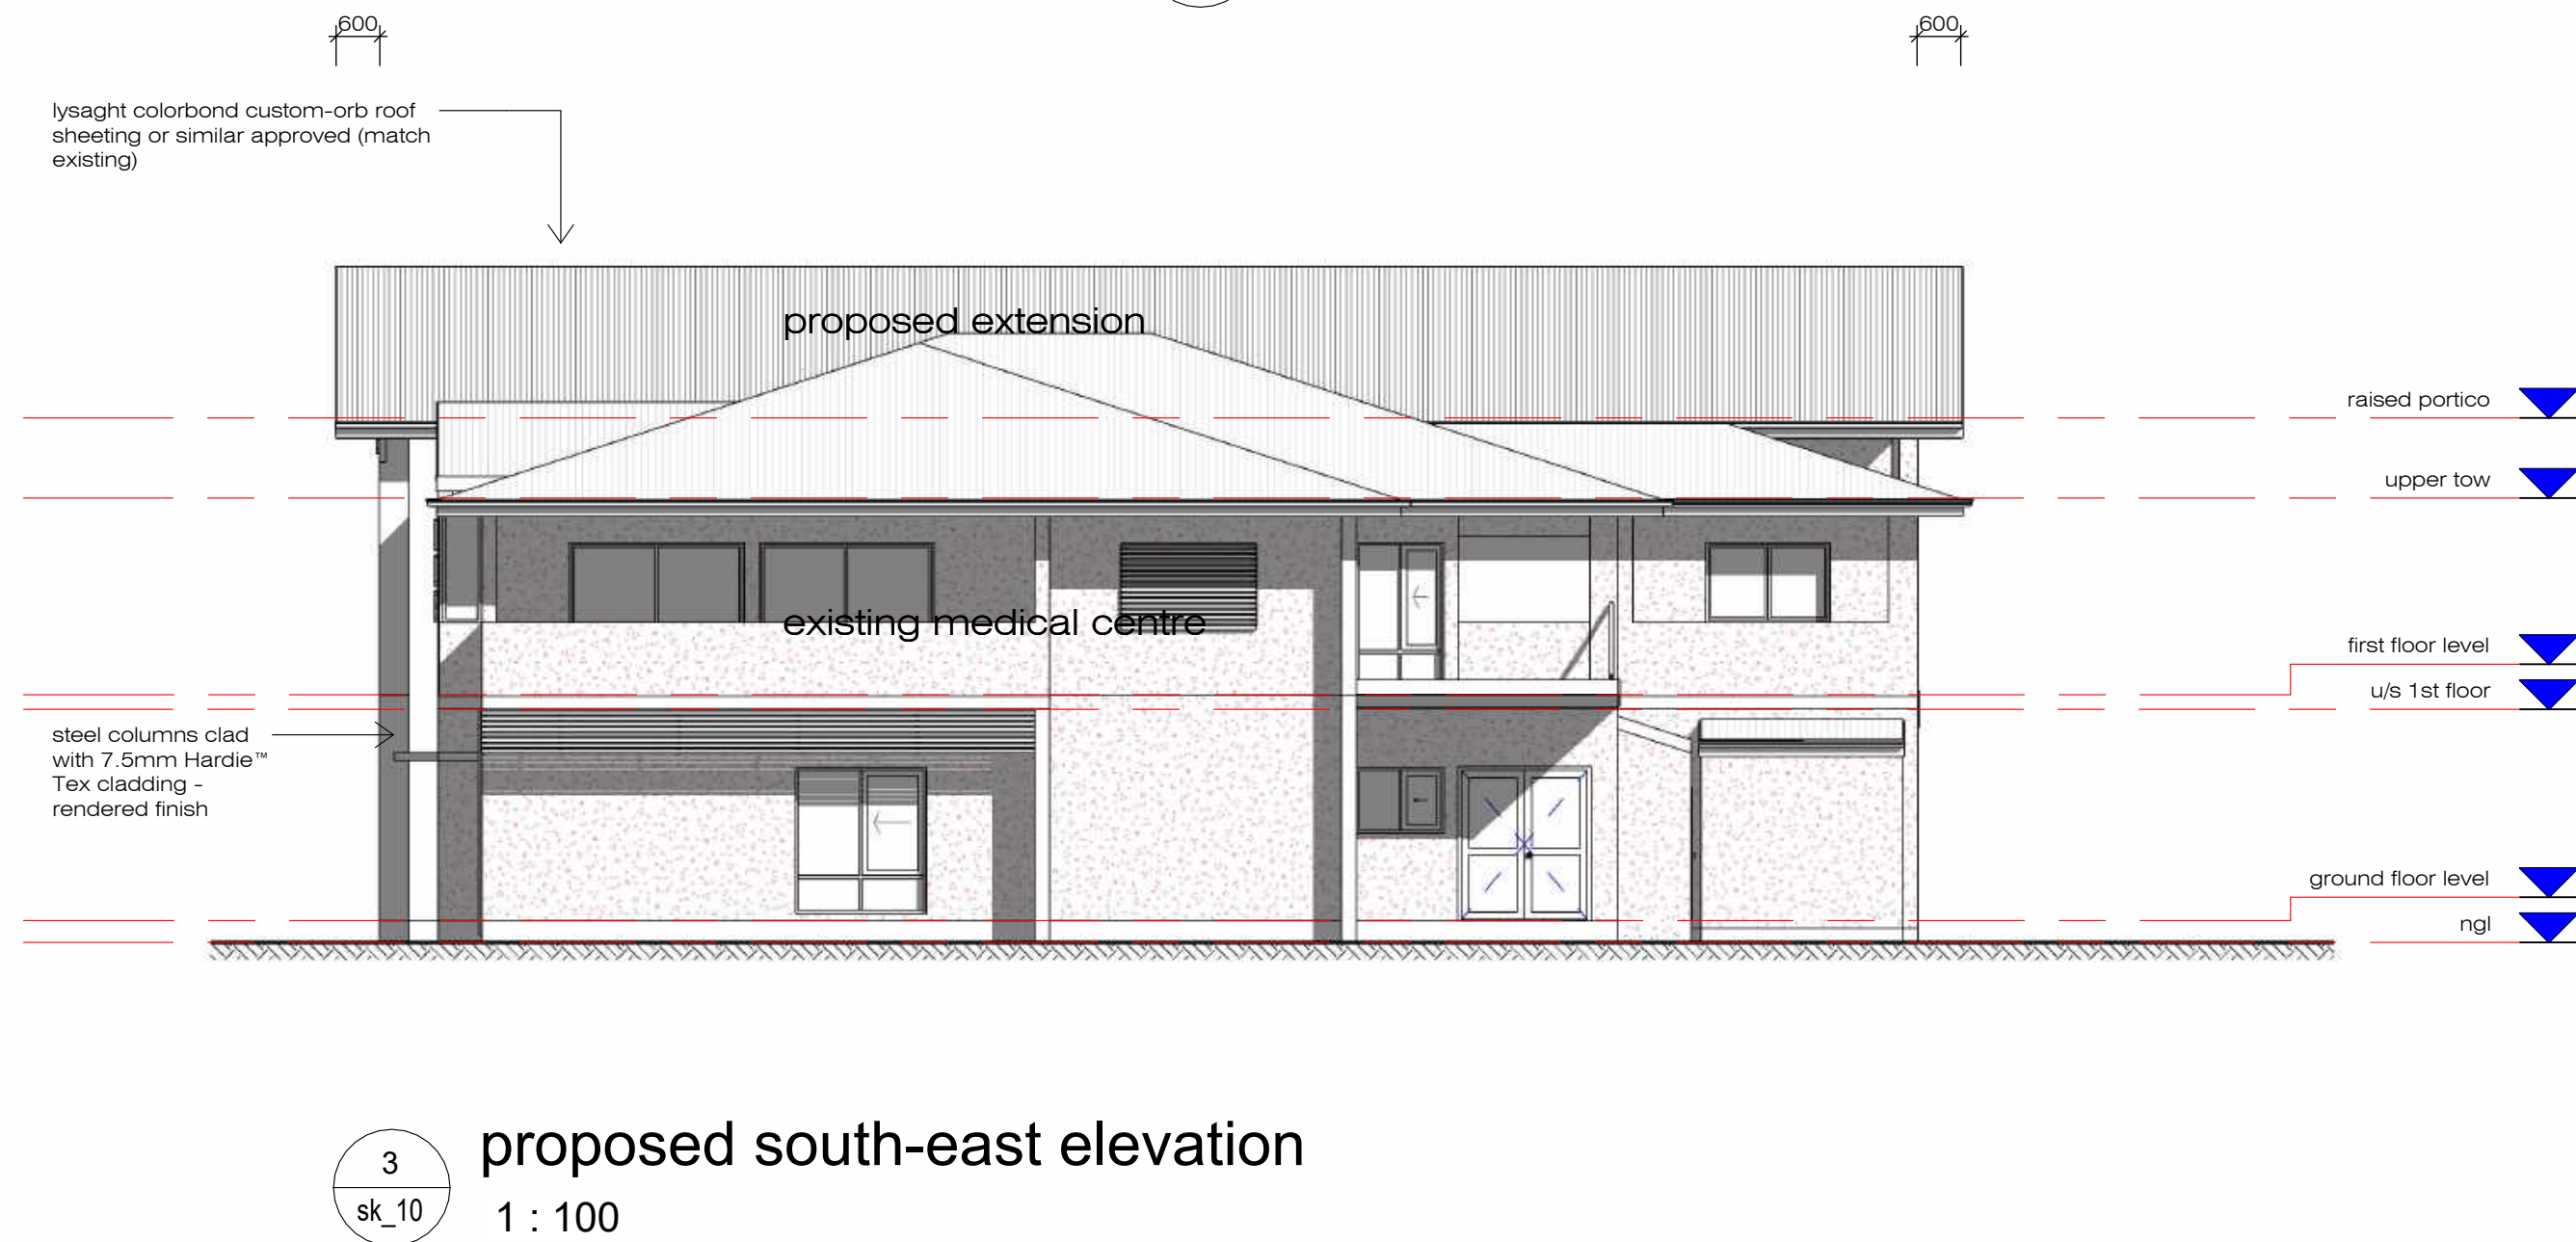 600
600
lysaght colorbond custom-orb roof
sheeting or similar approved (match
existing)
proposed extension
raised portico
upper tow
existing medical centre
first floor level
u/s 1st floor
steel columns clad
with 7.5mm Hardie™
Tex cladding -
rendered finish
ground floor level
ngl
3
sk_10
proposed south-east elevation
1 : 100